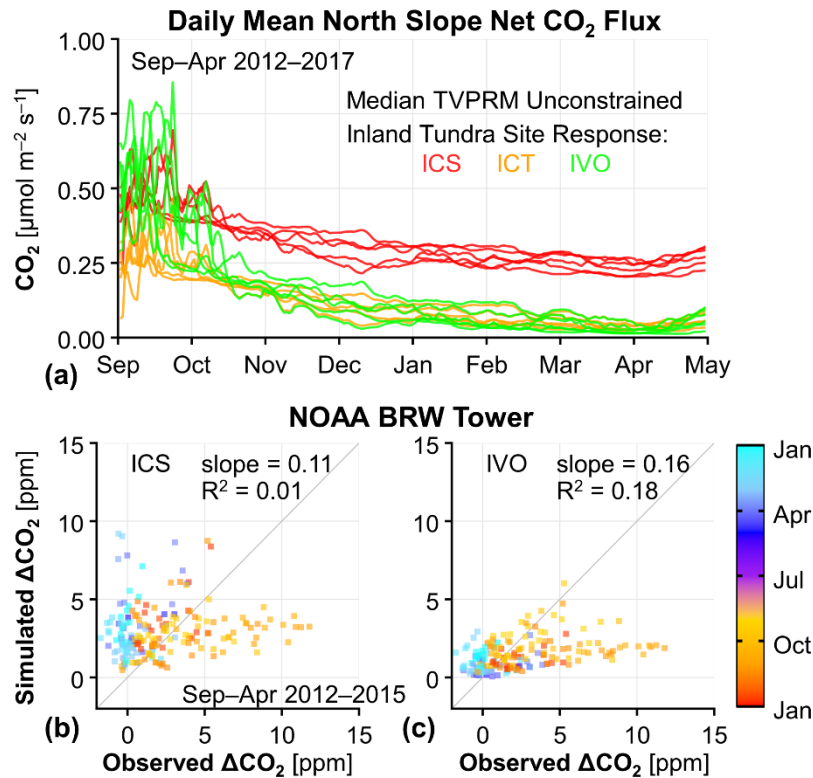 Daily Mean North Slope Net CO₂ Flux
1.00
0.75
0.50
0.25
0.00
CO₂ [µmol m⁻² s⁻¹]
Sep–Apr 2012–2017
Median TVPRM Unconstrained
Inland Tundra Site Response:
ICS ICT IVO
Sep Oct Nov Dec Jan Feb Mar Apr May
(a)
NOAA BRW Tower
15
10
5
0
Simulated ΔCO₂ [ppm]
ICS slope = 0.11
R² = 0.01
Sep–Apr 2012–2015
0 5 10 15
(b) Observed ΔCO₂ [ppm]
15
10
5
0
IVO slope = 0.16
R² = 0.18
0 5 10 15
(c) Observed ΔCO₂ [ppm]
Jan
Apr
Jul
Oct
Jan